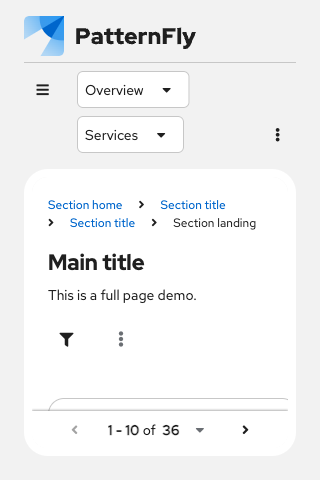 PatternFly
Overview
Services
Section home Section title
Section title Section landing
Main title
This is a full page demo.
1 - 10 of 36